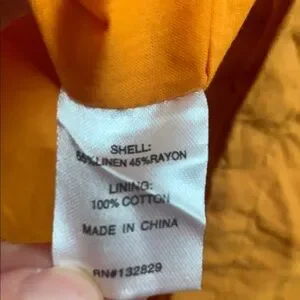 SHELL:
55%LINEN 45%RAYON
LINING:
100% COTTON
MADE IN CHINA
RN#132829